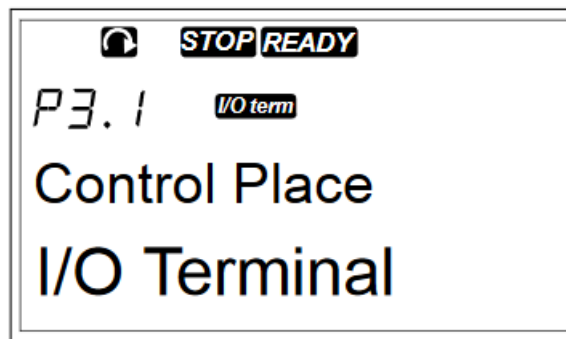 STOP READY
P3.1 I/O term
Control Place
I/O Terminal